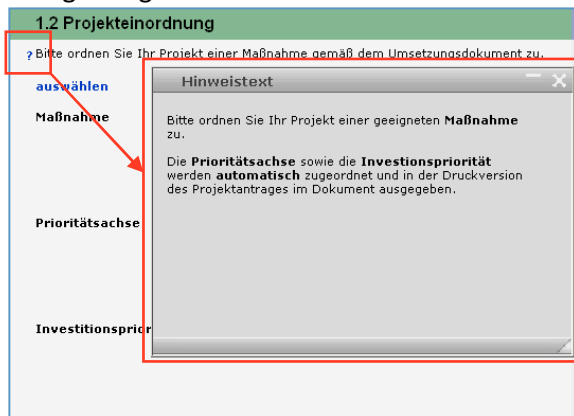 1.2 Projekteinordnung
? Bitte ordnen Sie Ihr Projekt einer Maßnahme gemäß dem Umsetzungsdokument zu.
auswählen
Maßnahme
Prioritätsachse
Investitionsprior
Hinweistext
Bitte ordnen Sie Ihr Projekt einer geeigneten Maßnahme
zu.
Die Prioritätsachse sowie die Investionspriorität
werden automatisch zugeordnet und in der Druckversion
des Projektantrages im Dokument ausgegeben.